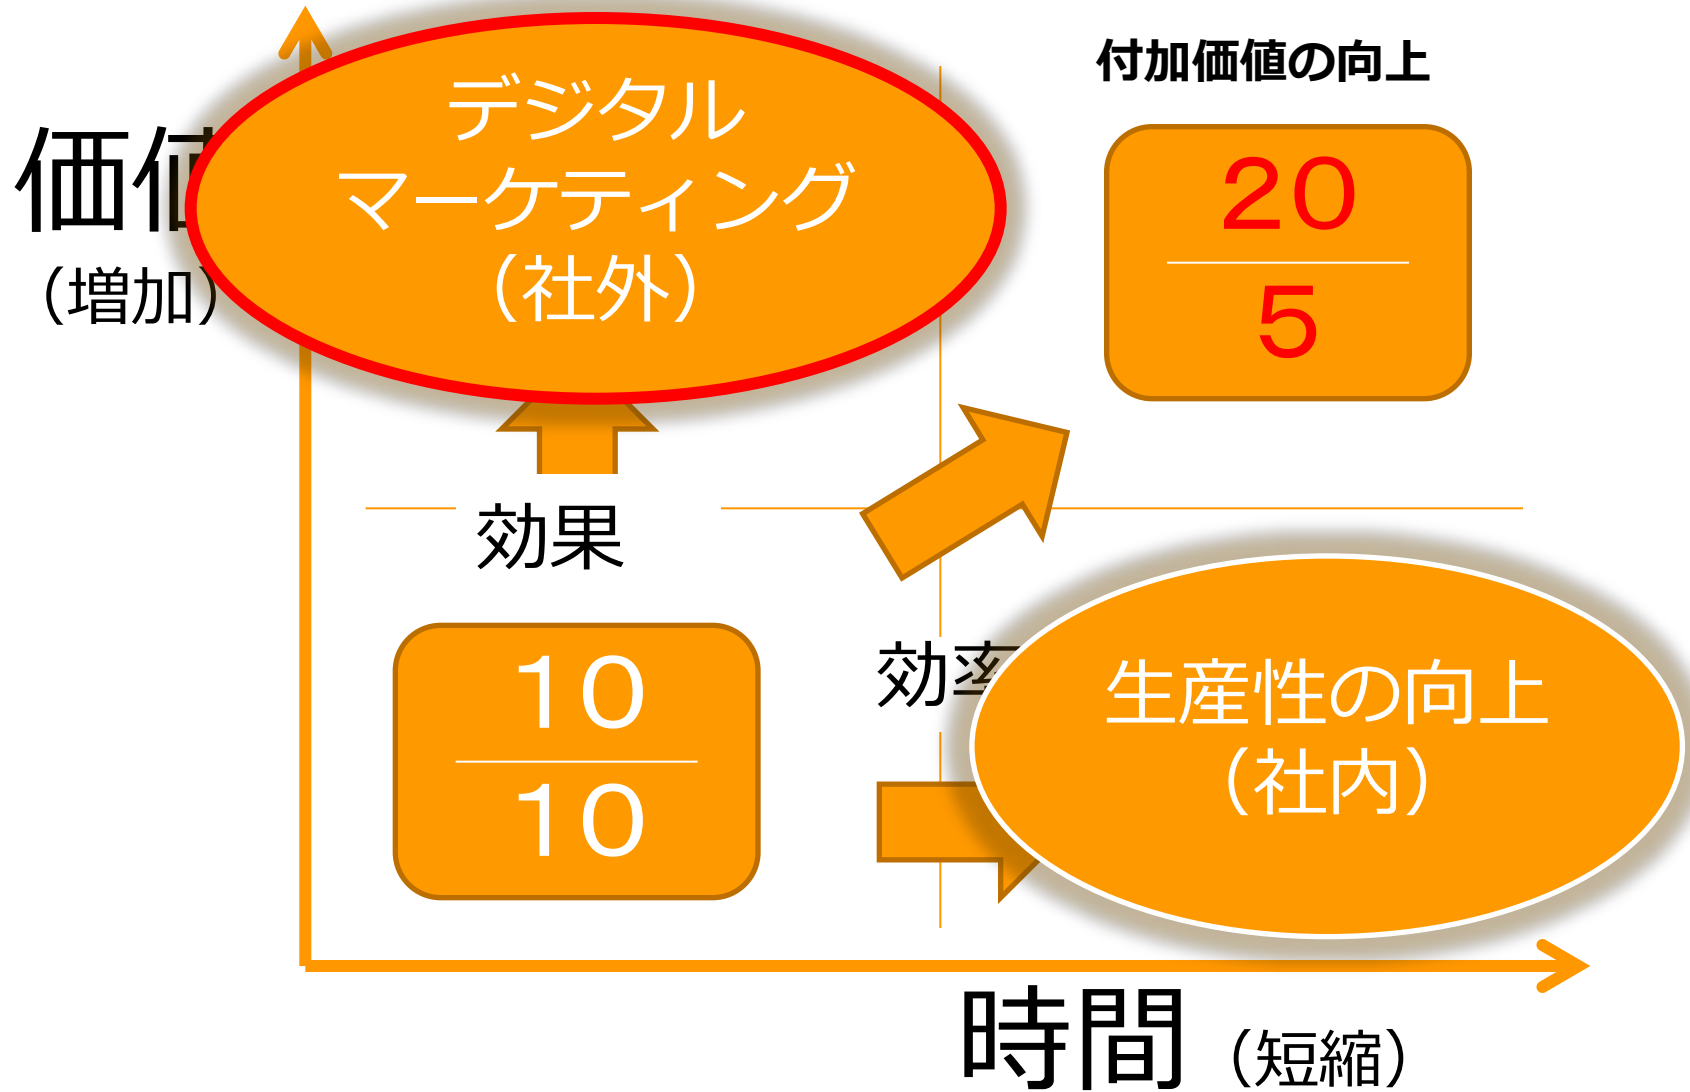 付加価値の向上
デジタル
マーケティング
（社外）
価
（増加）
20
5
効果
10
10
効率
生産性の向上
（社内）
時間（短縮）